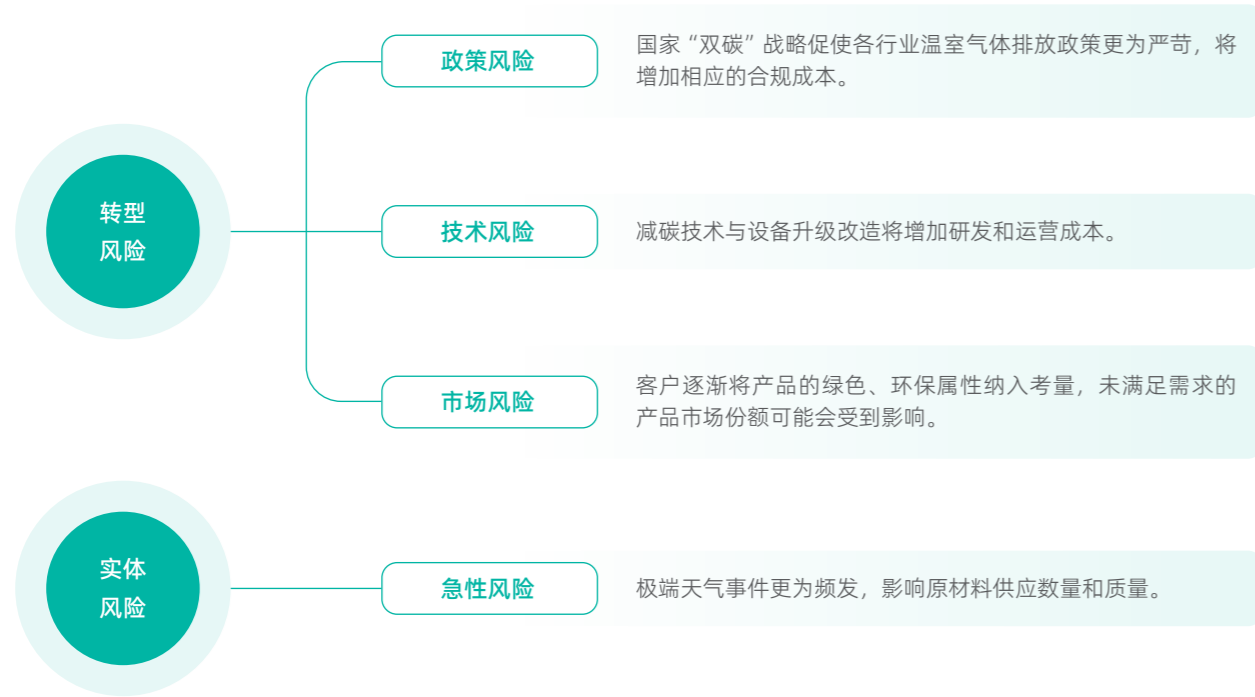 转型
风险
政策风险
国家“双碳”战略促使各行业温室气体排放政策更为严苛，将
增加相应的合规成本。
技术风险
减碳技术与设备升级改造将增加研发和运营成本。
市场风险
客户逐渐将产品的绿色、环保属性纳入考量，未满足需求的
产品市场份额可能会受到影响。
实体
风险
急性风险
极端天气事件更为频发，影响原材料供应数量和质量。